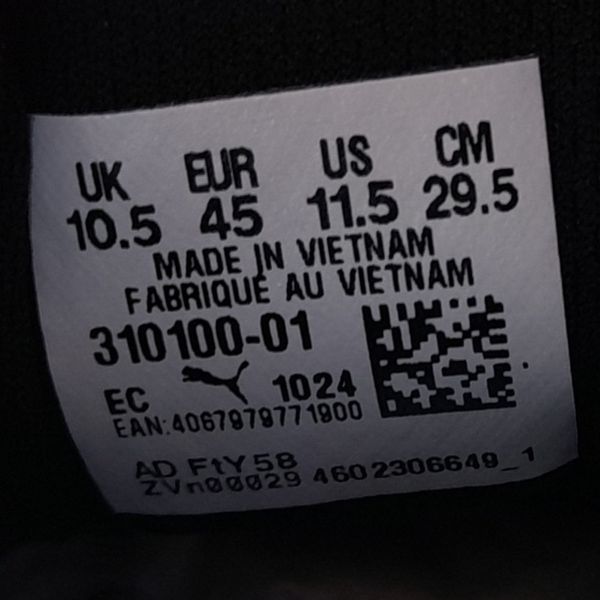 UK EUR US CM
10.5 45 11.5 29.5
MADE IN VIETNAM
FABRIQUÉ AU VIETNAM
310100-01
EC 1024
EAN:4067979771900
AD FtY58
ZVn00029 4602306649_1